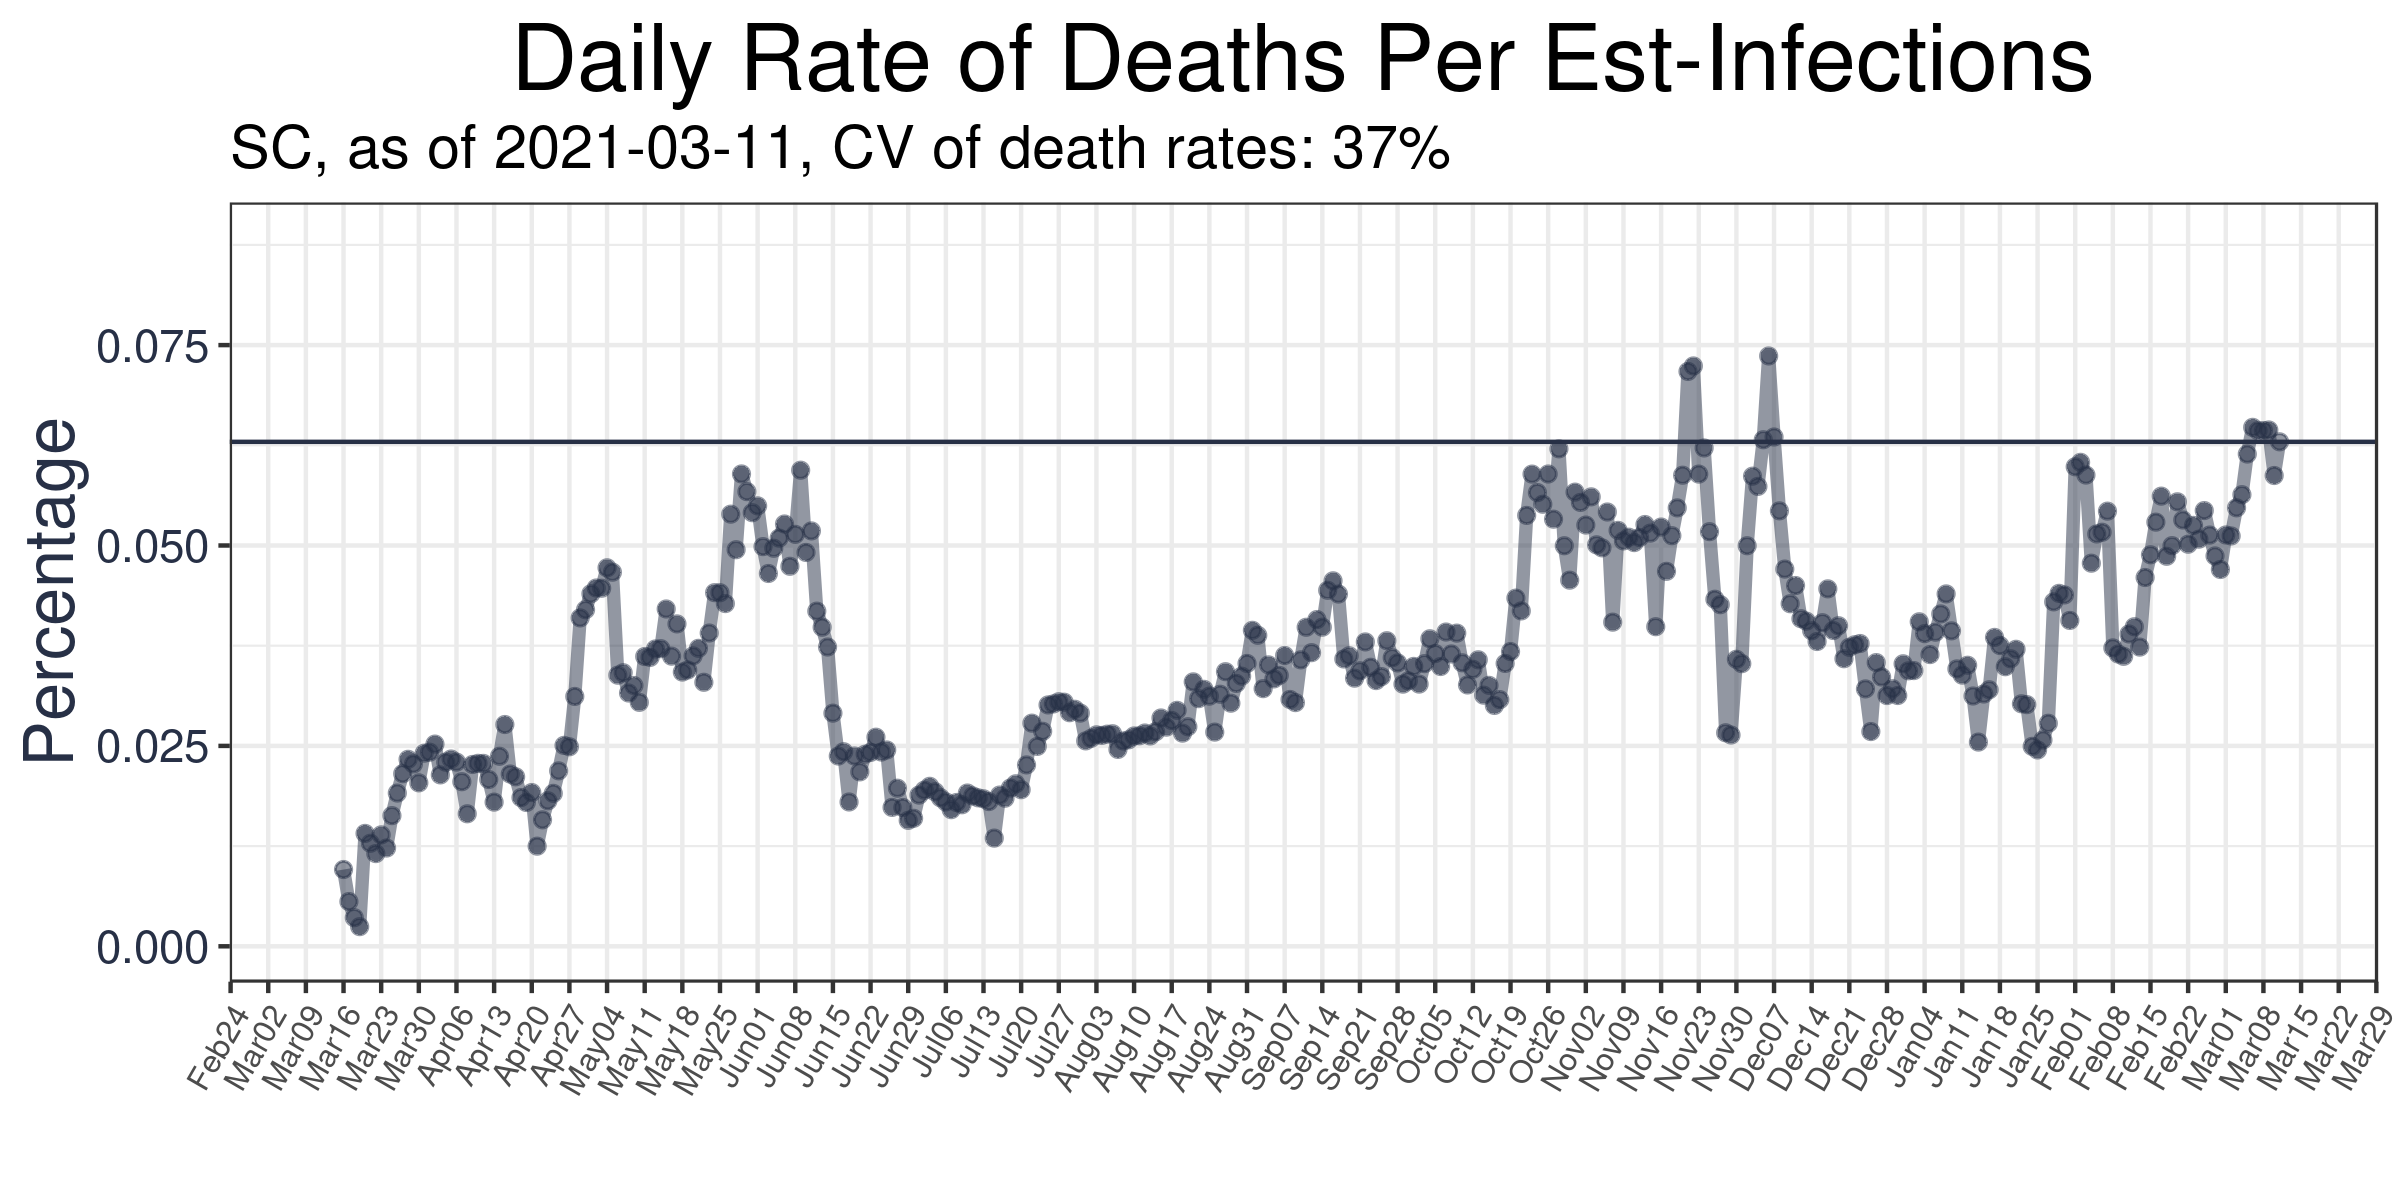 Daily Rate of Deaths Per Est-Infections
SC, as of 2021-03-11, CV of death rates: 37%
Percentage
0.075
0.050
0.025
0.000
Feb24
Mar02
Mar09
Mar16
Mar23
Mar30
Apr06
Apr13
Apr20
Apr27
May04
May11
May18
May25
Jun01
Jun08
Jun15
Jun22
Jun29
Jul06
Jul13
Jul20
Jul27
Aug03
Aug10
Aug17
Aug24
Aug31
Sep07
Sep14
Sep21
Sep28
Oct05
Oct12
Oct19
Oct26
Nov02
Nov09
Nov16
Nov23
Nov30
Dec07
Dec14
Dec21
Dec28
Jan04
Jan11
Jan18
Jan25
Feb01
Feb08
Feb15
Feb22
Mar01
Mar08
Mar15
Mar22
Mar29